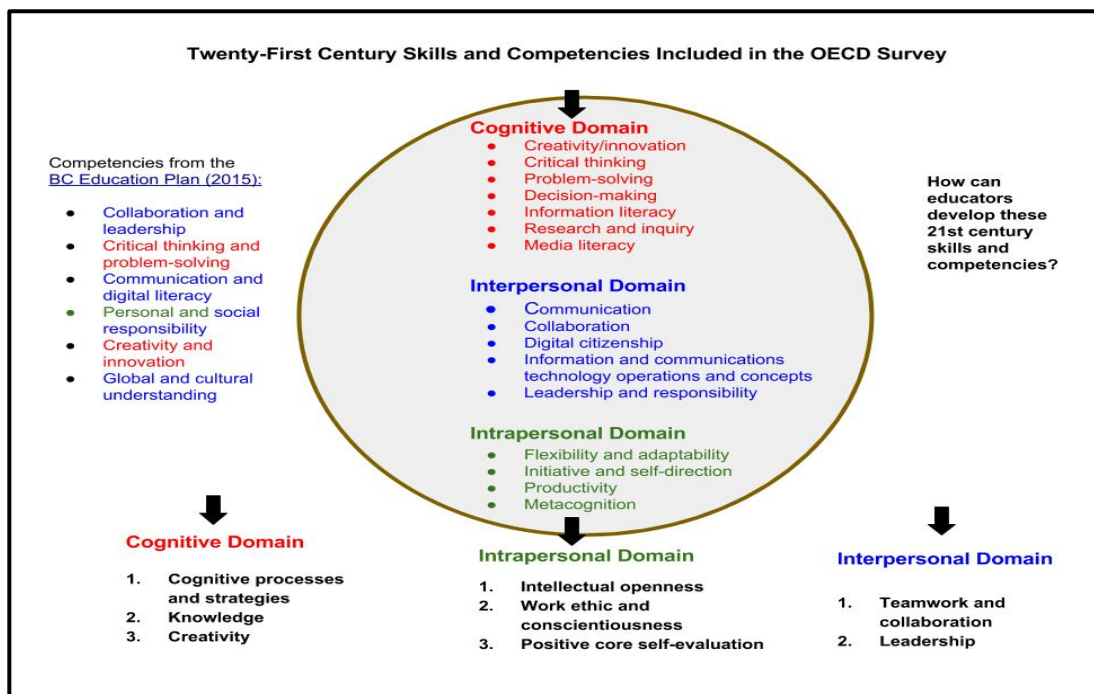 Twenty-First Century Skills and Competencies Included in the OECD Survey
Competencies from the
BC Education Plan (2015):
● Collaboration and
leadership
● Critical thinking and
problem-solving
● Communication and
digital literacy
● Personal and social
responsibility
● Creativity and
innovation
● Global and cultural
understanding
Cognitive Domain
● Creativity/innovation
● Critical thinking
● Problem-solving
● Decision-making
● Information literacy
● Research and inquiry
● Media literacy
Interpersonal Domain
● Communication
● Collaboration
● Digital citizenship
● Information and communications
technology operations and concepts
● Leadership and responsibility
Intrapersonal Domain
● Flexibility and adaptability
● Initiative and self-direction
● Productivity
● Metacognition
How can
educators
develop these
21st century
skills and
competencies?
Cognitive Domain
1. Cognitive processes
and strategies
2. Knowledge
3. Creativity
Intrapersonal Domain
1. Intellectual openness
2. Work ethic and
conscientiousness
3. Positive core self-evaluation
Interpersonal Domain
1. Teamwork and
collaboration
2. Leadership